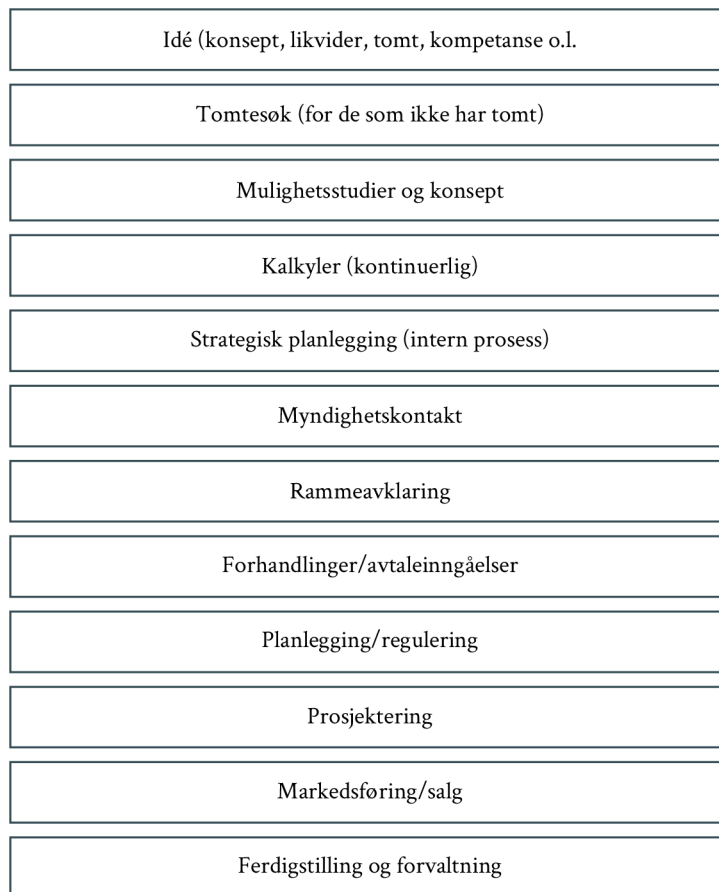 Idé (konsept, likvider, tomt, kompetanse o.l.
Tomtesøk (for de som ikke har tomt)
Mulighetsstudier og konsept
Kalkyler (kontinuerlig)
Strategisk planlegging (intern prosess)
Myndighetskontakt
Rammeavklaring
Forhandlinger/avtaleinngåelser
Planlegging/regulering
Prosjektering
Markedsføring/salg
Ferdigstilling og forvaltning